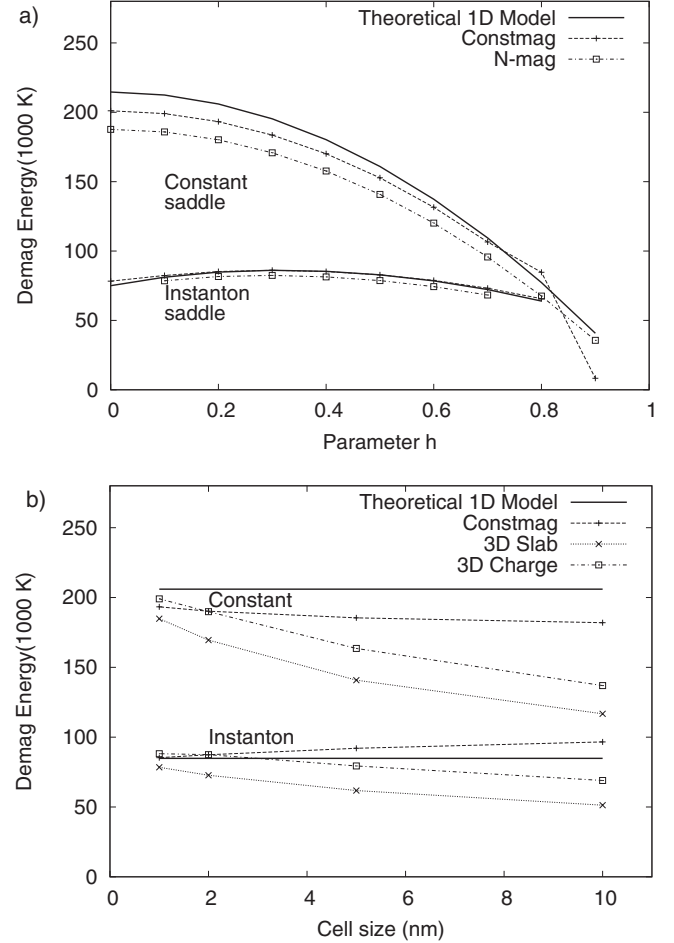 a)
Theoretical 1D Model
Constmag
N-mag
250
200
150
100
50
0
Demag Energy(1000 K)
Constant
saddle
Instanton
saddle
0 0.2 0.4 0.6 0.8 1
Parameter h
b)
Theoretical 1D Model
Constmag
3D Slab
3D Charge
250
200
150
100
50
0
Demag Energy(1000 K)
Constant
Instanton
0 2 4 6 8 10
Cell size (nm)